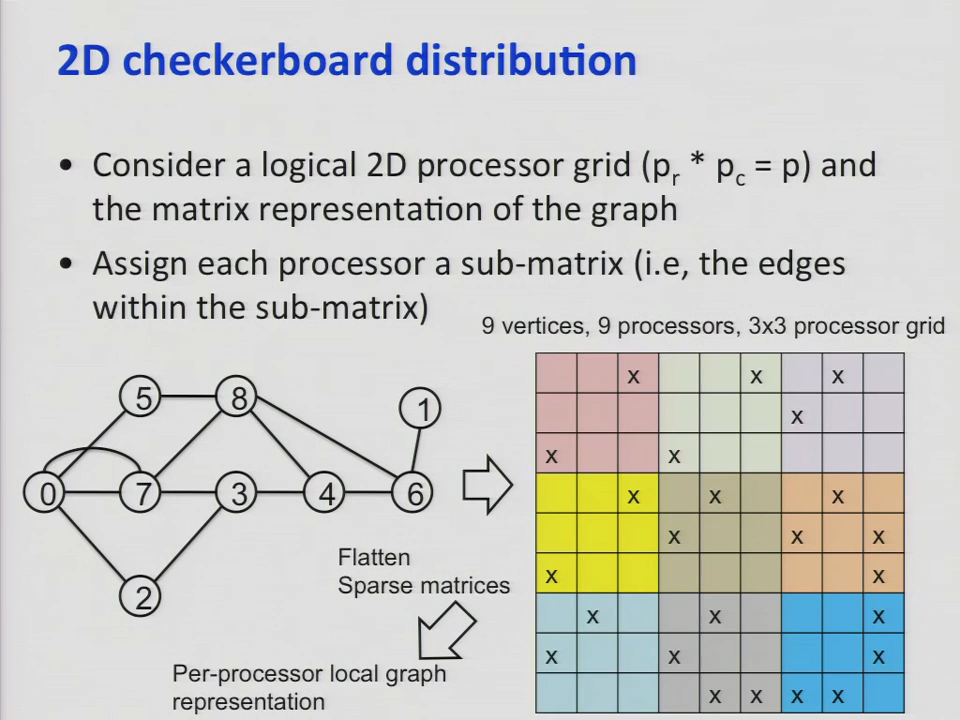 2D checkerboard distribution
• Consider a logical 2D processor grid (pr * pc = p) and
the matrix representation of the graph
• Assign each processor a sub-matrix (i.e, the edges
within the sub-matrix)
9 vertices, 9 processors, 3x3 processor grid
x x x
5 8 1
x
x x
0 7 3 4 6
x x x
x x x
Flatten
Sparse matrices
x x
2
x x x
x x x
Per-processor local graph
representation
x x x x